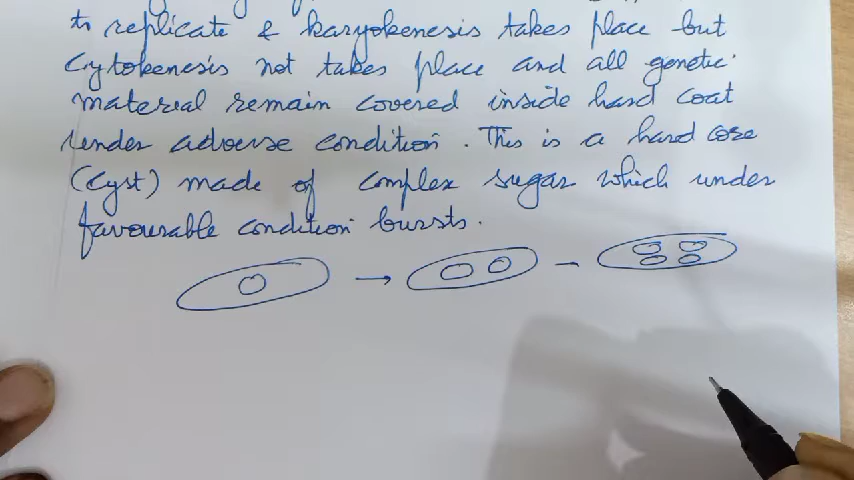 to replicate & karyokenesis takes place but
Cytokenesis not takes place and all genetic
material remain covered inside hard coat
under adverse condition. This is a hard core
(Cyst) made of complex sugar which under
favourable condition bursts.